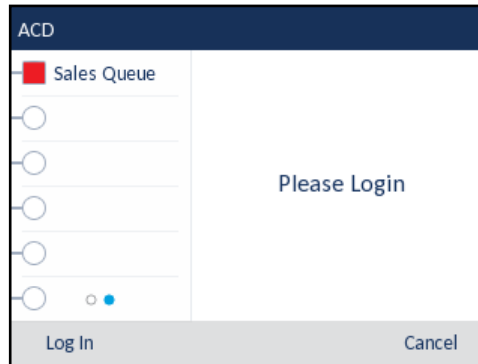 ACD
Sales Queue
Please Login
Log In
Cancel